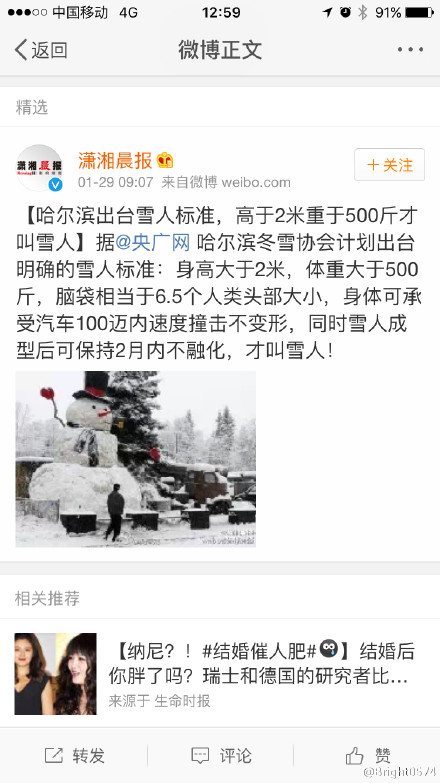 中国移动 4G 12:59 91%
返回 微博正文
精选
潇湘晨报
潇湘晨报
+关注
01-29 09:07 来自微博 weibo.com
【哈尔滨出台雪人标准，高于2米重于500斤才
叫雪人】据@央广网 哈尔滨冬雪协会计划出台
明确的雪人标准：身高大于2米，体重大于500
斤，脑袋相当于6.5个人类头部大小，身体可承
受汽车100迈内速度撞击不变形，同时雪人成
型后可保持2月内不融化，才叫雪人！
相关推荐
【纳尼？！#结婚催人肥#】结婚后
你胖了吗？瑞士和德国的研究者比...
来源于 生命时报
转发 评论 赞
@Bright0574